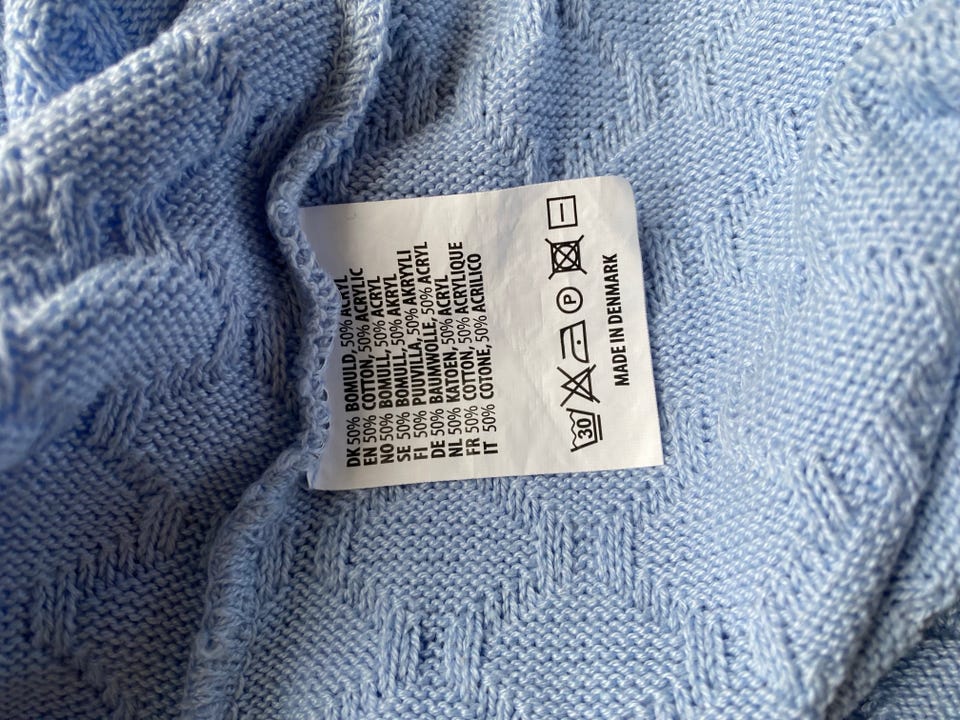 DK 50% BOMULD, 50% ACRYL
EN 50% COTTON, 50% ACRYLIC
NO 50% BOMULL, 50% ACRYL
SE 50% BOMULL, 50% AKRYL
FI 50% PUUVILLA, 50% AKRYYLI
DE 50% BAUMWOLLE, 50% ACRYL
NL 50% KATOEN, 50% ACRYL
FR 50% COTTON, 50% ACRYLIQUE
IT 50% COTONE, 50% ACRILICO
30 P
MADE IN DENMARK